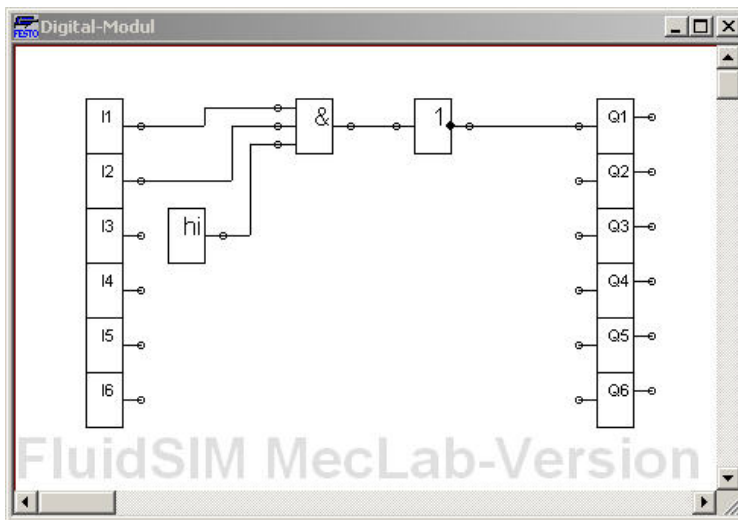 FESTO Digital-Modul
I1 & 1 Q1
I2 Q2
I3 hi Q3
I4 Q4
I5 Q5
I6 Q6
FluidSIM MecLab-Version